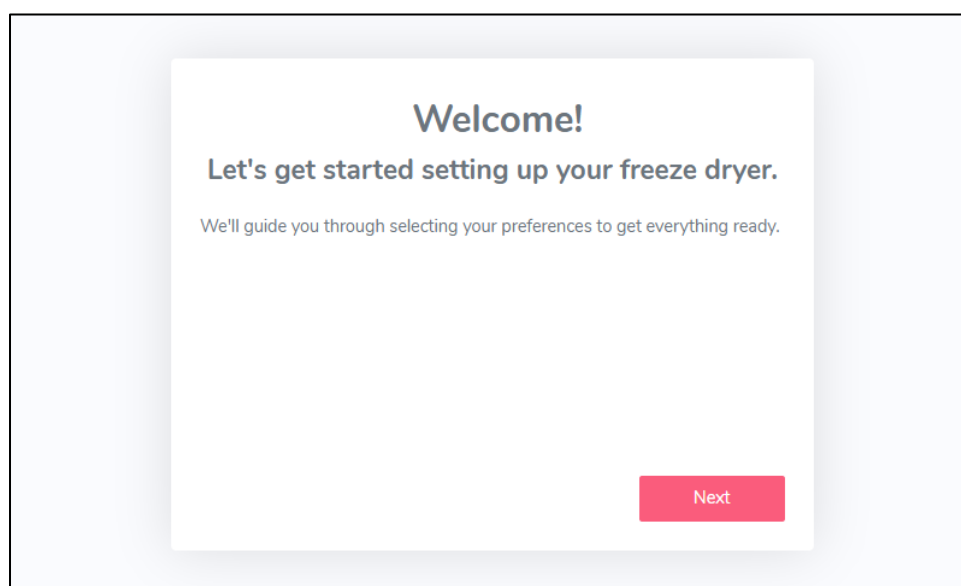 Welcome!
Let's get started setting up your freeze dryer.
We'll guide you through selecting your preferences to get everything ready.
Next